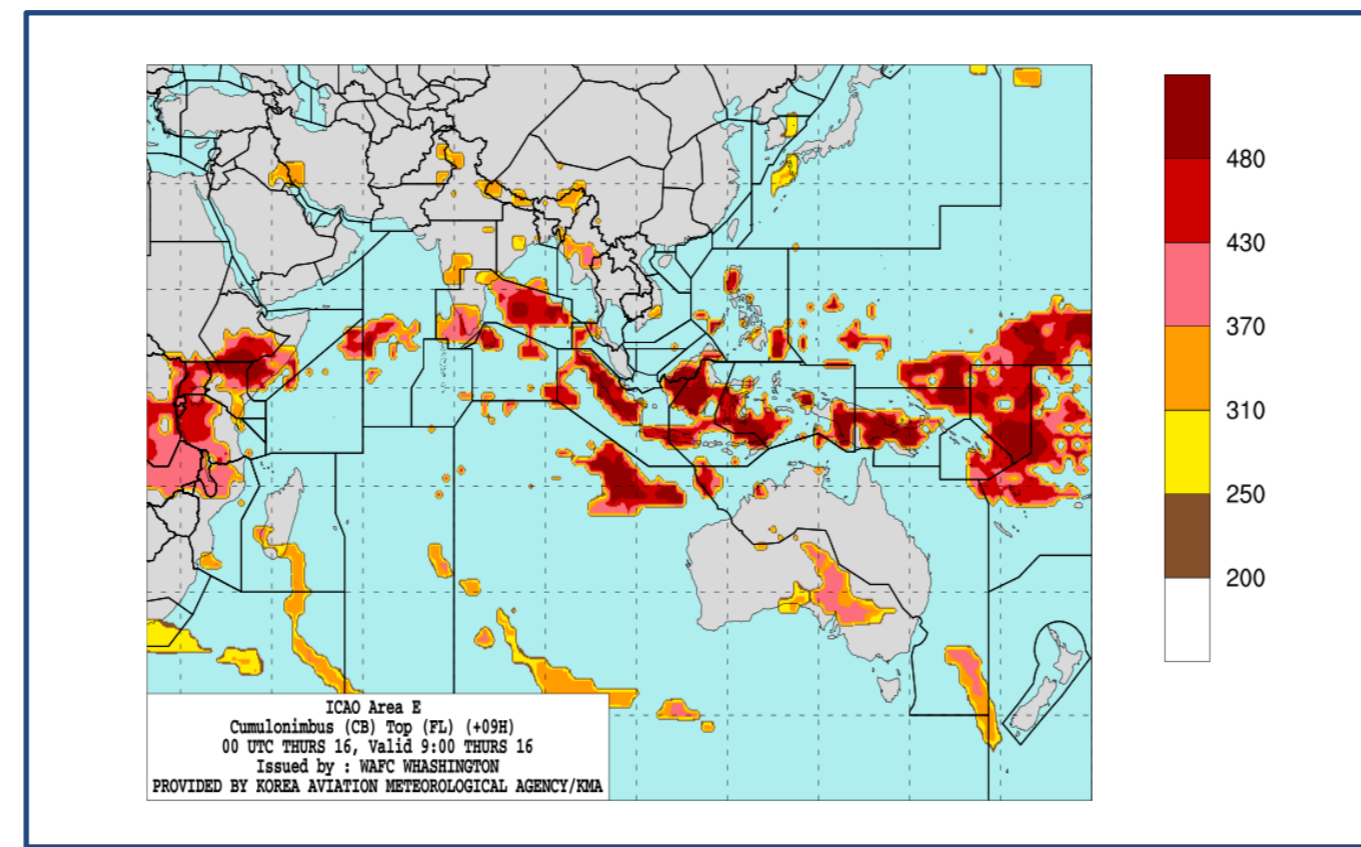 480
430
370
310
250
200
ICAO Area E
Cumulonimbus (CB) Top (FL) (+09H)
00 UTC THURS 16, Valid 9:00 THURS 16
Issued by : WAFC WHASHINGTON
PROVIDED BY KOREA AVIATION METEOROLOGICAL AGENCY/KMA